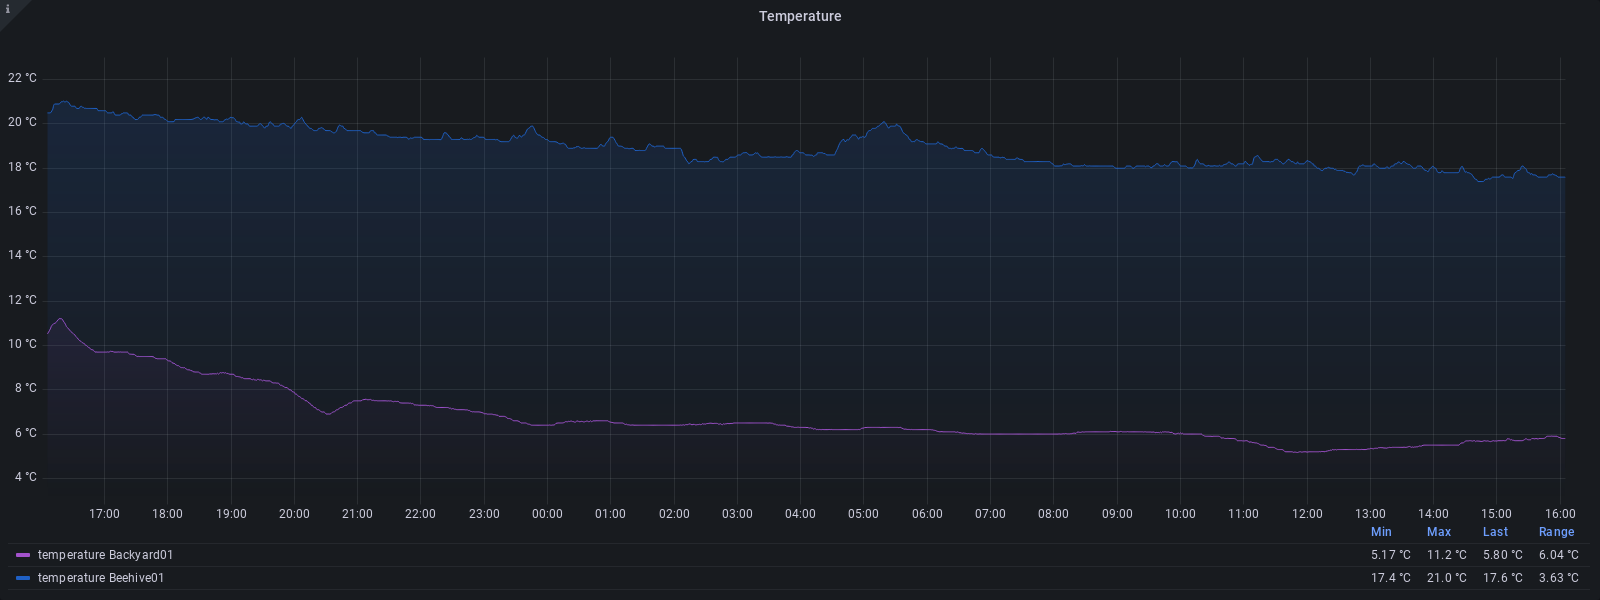 i
Temperature
22 °C
20 °C
18 °C
16 °C
14 °C
12 °C
10 °C
8 °C
6 °C
4 °C
17:00 18:00 19:00 20:00 21:00 22:00 23:00 00:00 01:00 02:00 03:00 04:00 05:00 06:00 07:00 08:00 09:00 10:00 11:00 12:00 13:00 14:00 15:00 16:00
Min Max Last Range
temperature Backyard01 5.17 °C 11.2 °C 5.80 °C 6.04 °C
temperature Beehive01 17.4 °C 21.0 °C 17.6 °C 3.63 °C